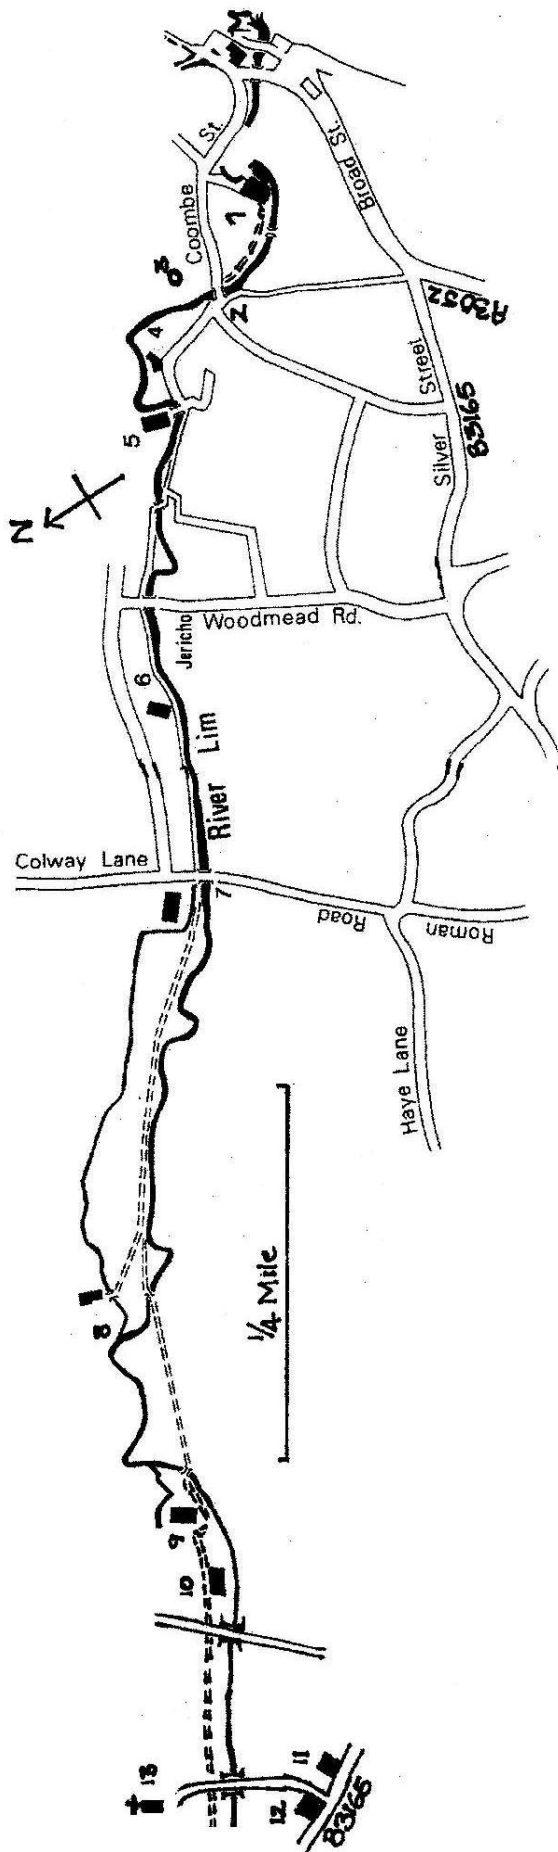 M
Coombe St.
Broad St.
1
3
4
2
A3052
5
Silver Street
B3165
N
Jericho
Woodmead Rd.
6
River Lim
Colway Lane
7
Roman Road
Haye Lane
8
¼ Mile
9
10
11
12
13
B3165